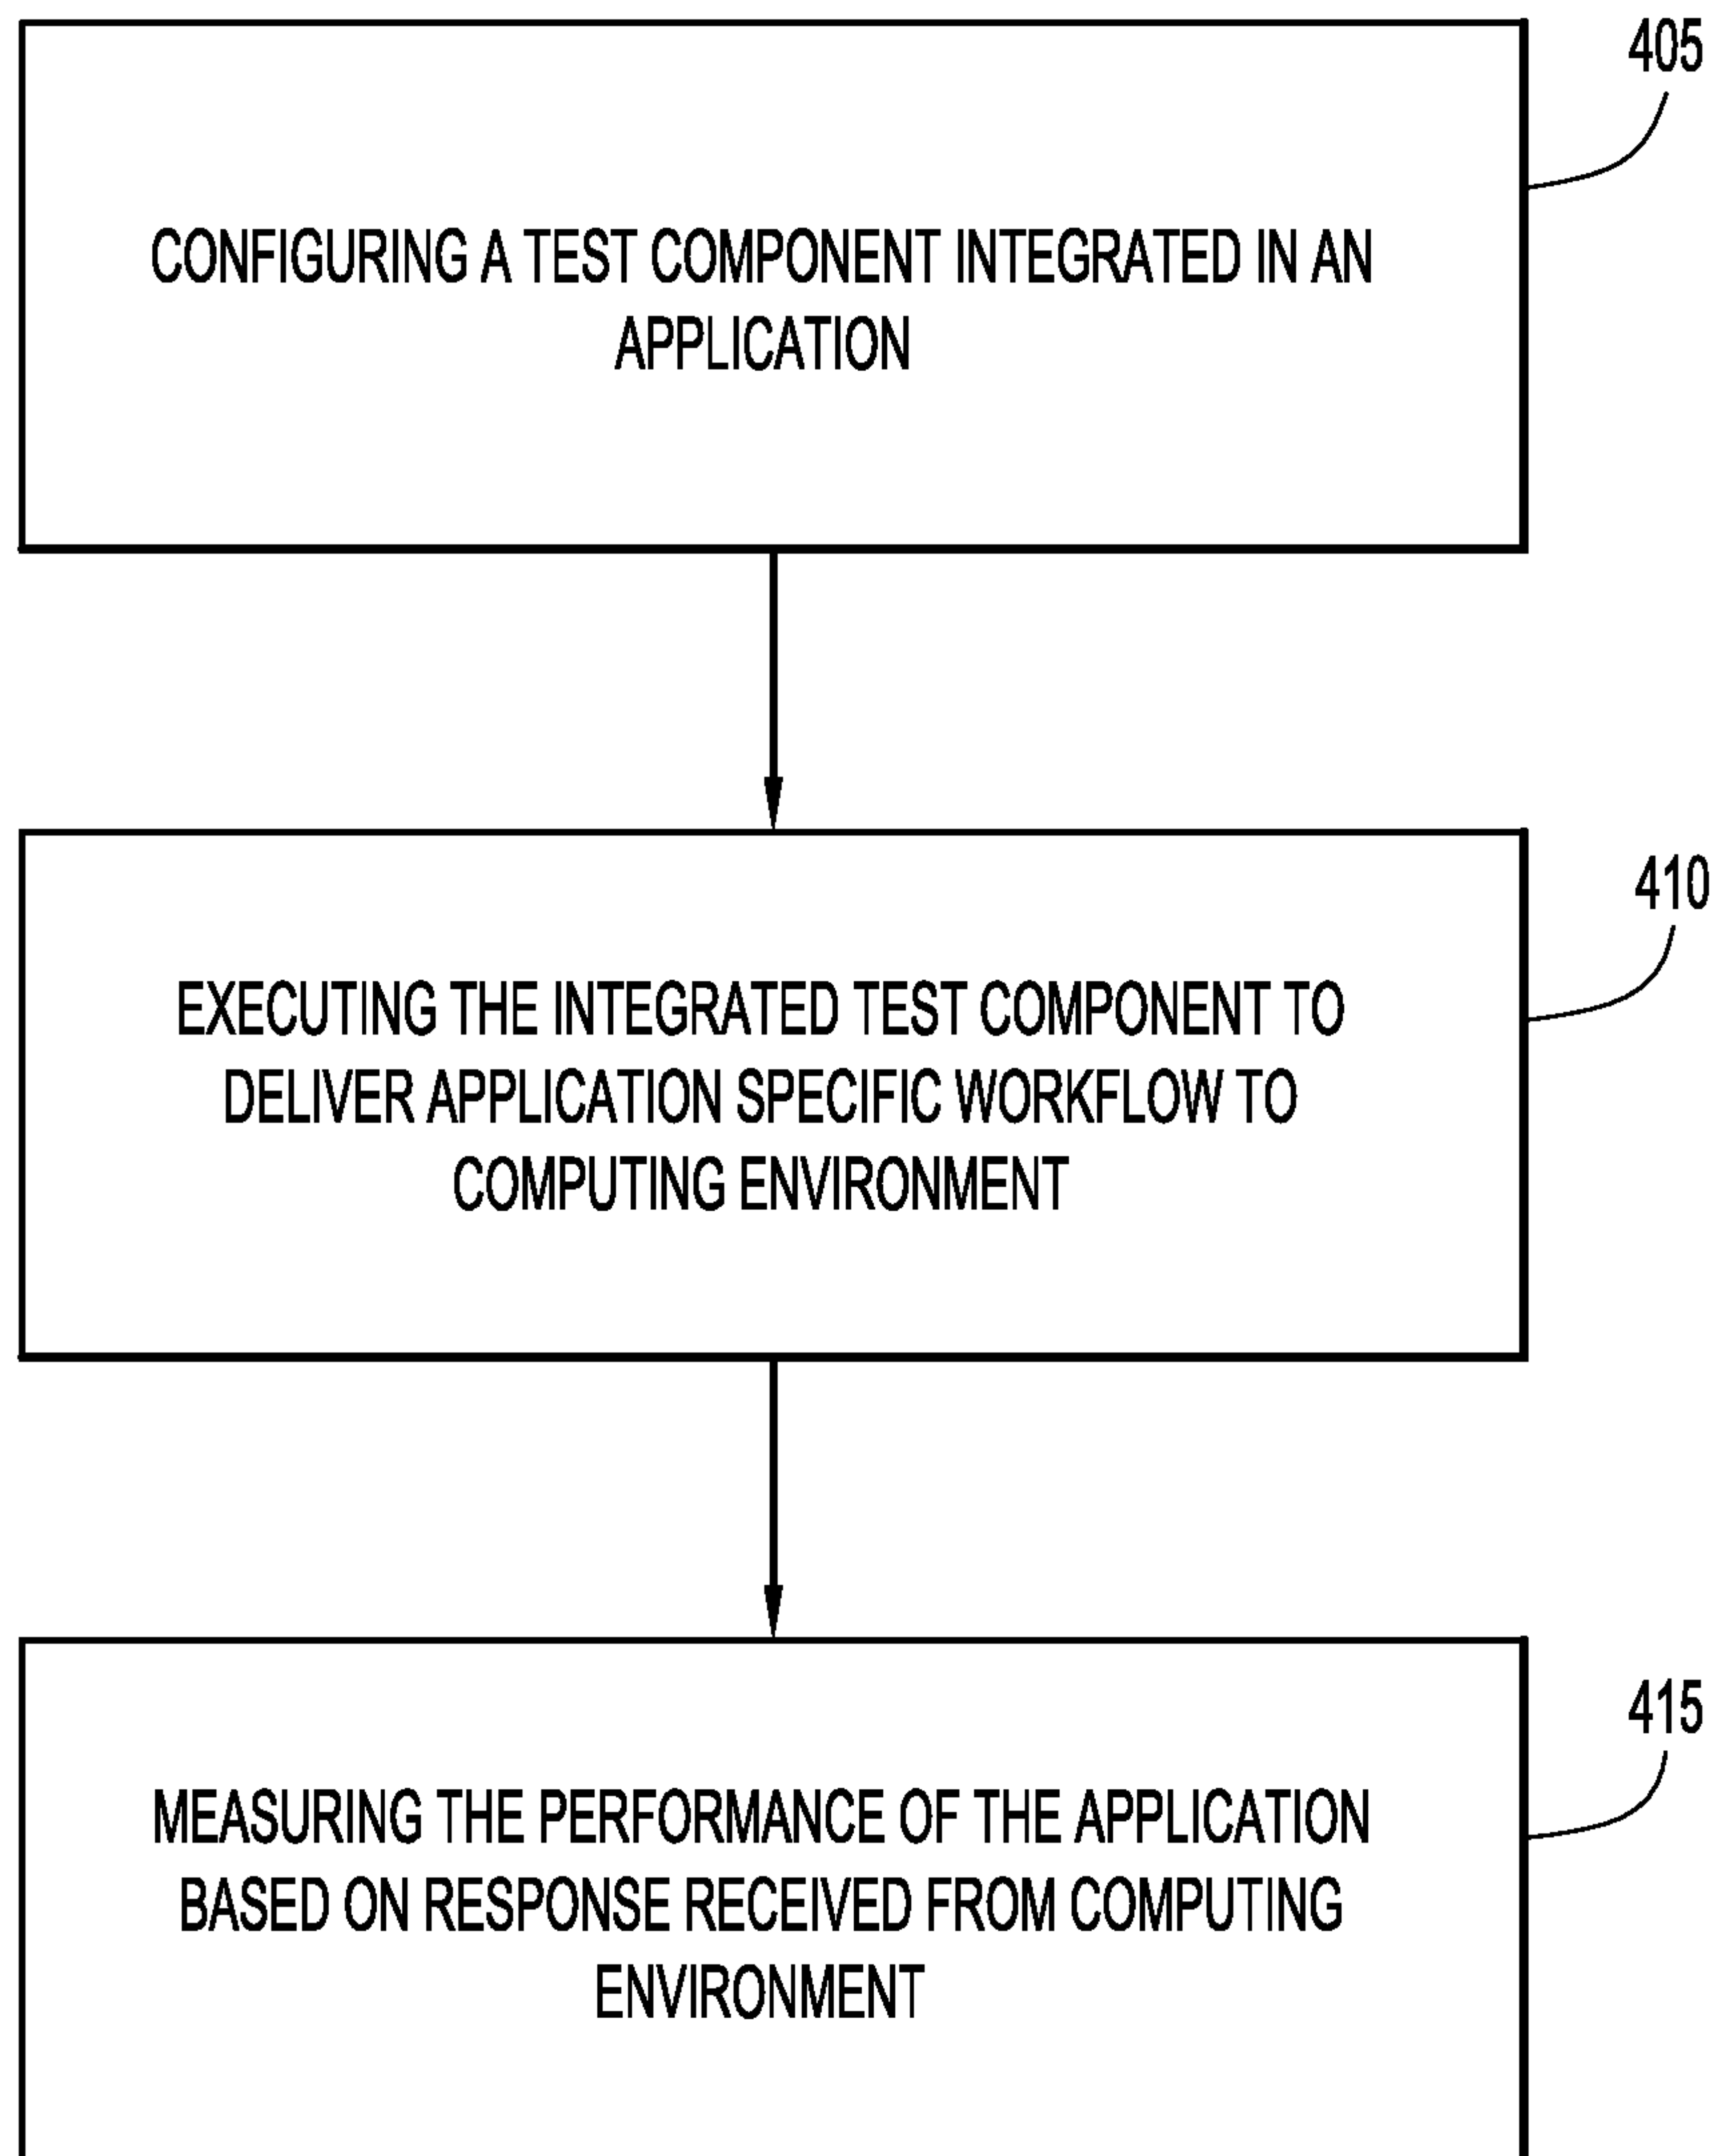 405
CONFIGURING A TEST COMPONENT INTEGRATED IN AN
APPLICATION
410
EXECUTING THE INTEGRATED TEST COMPONENT TO
DELIVER APPLICATION SPECIFIC WORKFLOW TO
COMPUTING ENVIRONMENT
415
MEASURING THE PERFORMANCE OF THE APPLICATION
BASED ON RESPONSE RECEIVED FROM COMPUTING
ENVIRONMENT